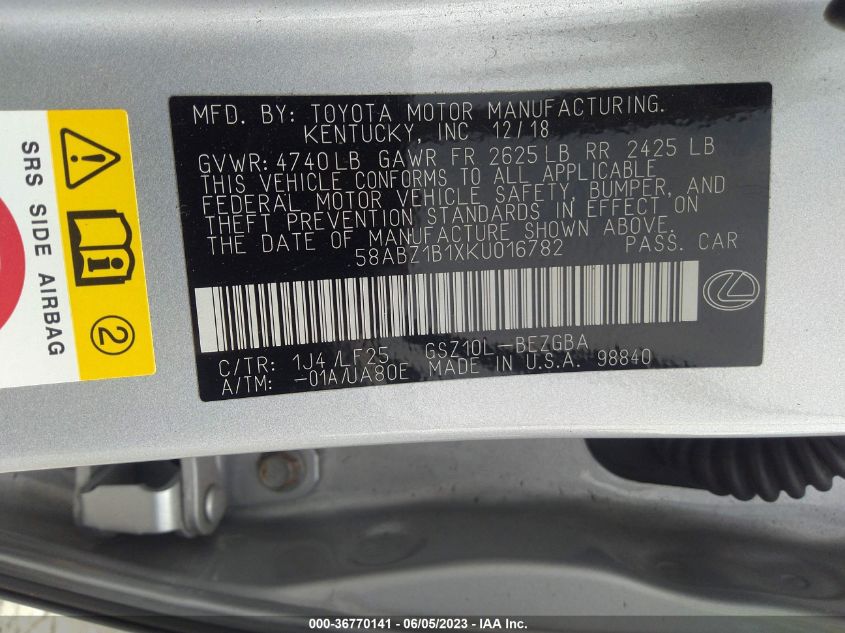 SRS SIDE AIRBAG
2
MFD. BY: TOYOTA MOTOR MANUFACTURING.
KENTUCKY, INC 12/18
GVWR: 4740LB GAWR FR 2625LB RR 2425 LB
THIS VEHICLE CONFORMS TO ALL APPLICABLE
FEDERAL MOTOR VEHICLE SAFETY, BUMPER, AND
THEFT PREVENTION STANDARDS IN EFFECT ON
THE DATE OF MANUFACTURE SHOWN ABOVE.
58ABZ1B1XKU016782 PASS. CAR
C/TR: 1J4 /LF25 GSZ10L-BEZGBA
A/TM: -01A/UA80E MADE IN U.S.A. 98840
000-36770141 - 06/05/2023 - IAA Inc.